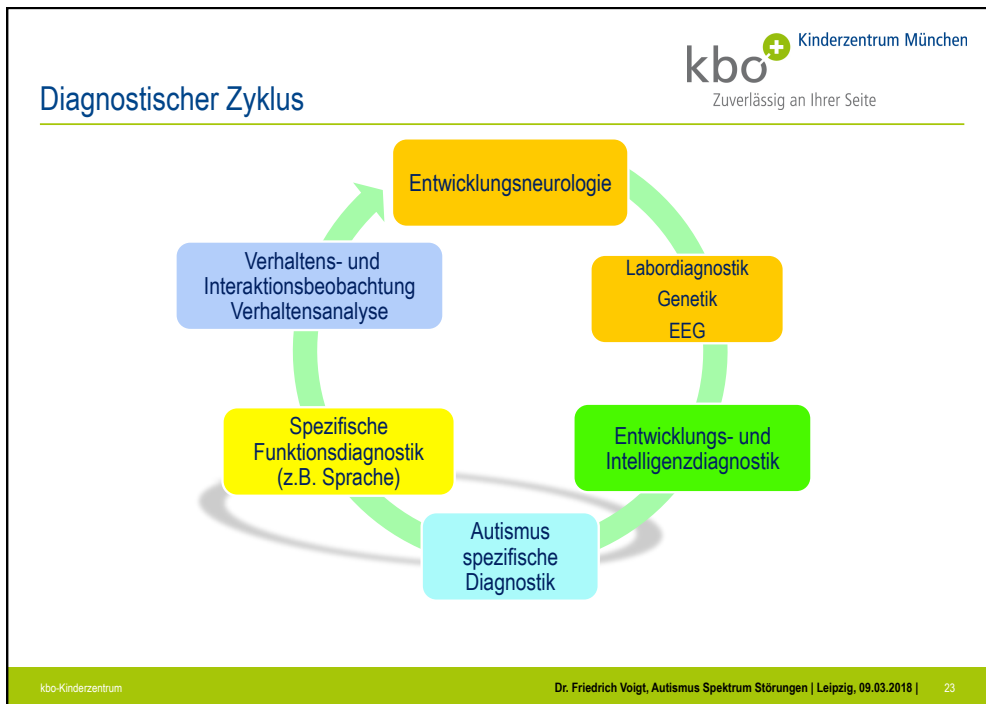 kbo Kinderzentrum München
Zuverlässig an Ihrer Seite
Diagnostischer Zyklus
Entwicklungsneurologie
Labordiagnostik
Genetik
EEG
Entwicklungs- und
Intelligenzdiagnostik
Autismus
spezifische
Diagnostik
Spezifische
Funktionsdiagnostik
(z.B. Sprache)
Verhaltens- und
Interaktionsbeobachtung
Verhaltensanalyse
kbo-Kinderzentrum
Dr. Friedrich Voigt, Autismus Spektrum Störungen | Leipzig, 09.03.2018 | 23